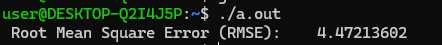 user@DESKTOP-Q2I4J5P:~$ ./a.out
 Root Mean Square Error (RMSE):    4.47213602